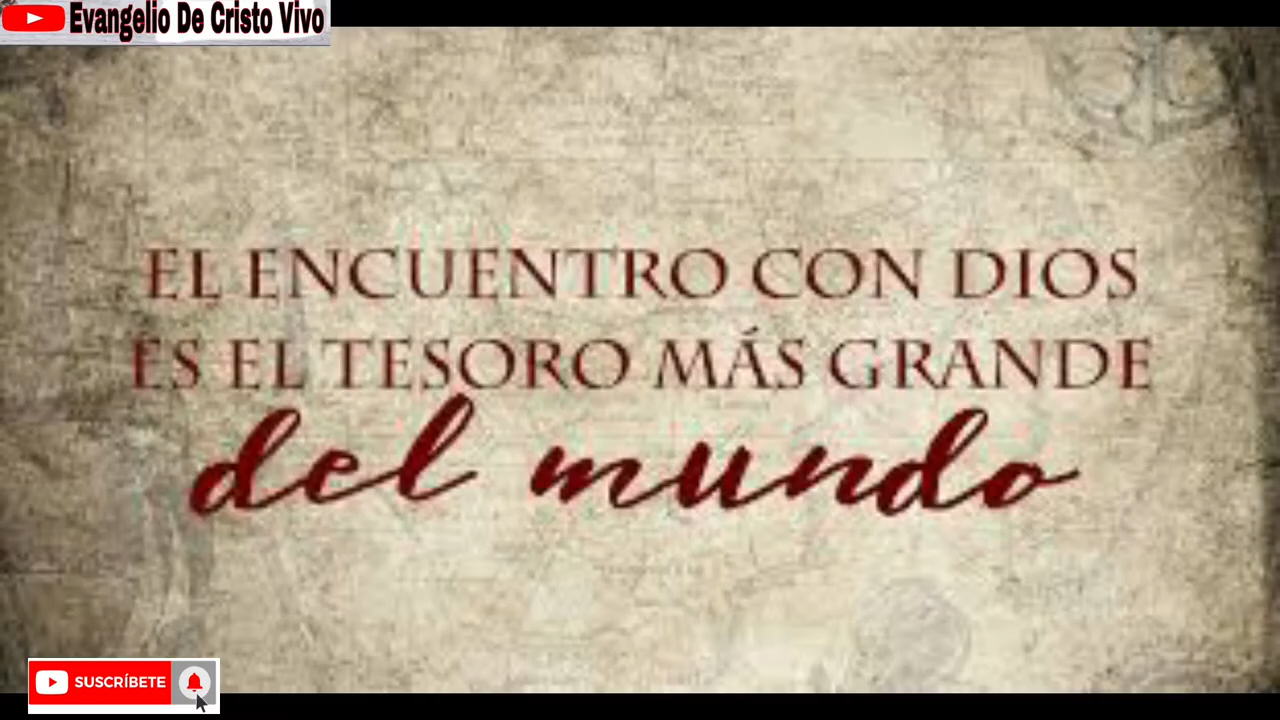 Evangelio De Cristo Vivo
EL ENCUENTRO CON DIOS
ES EL TESORO MÁS GRANDE
del mundo
SUSCRÍBETE